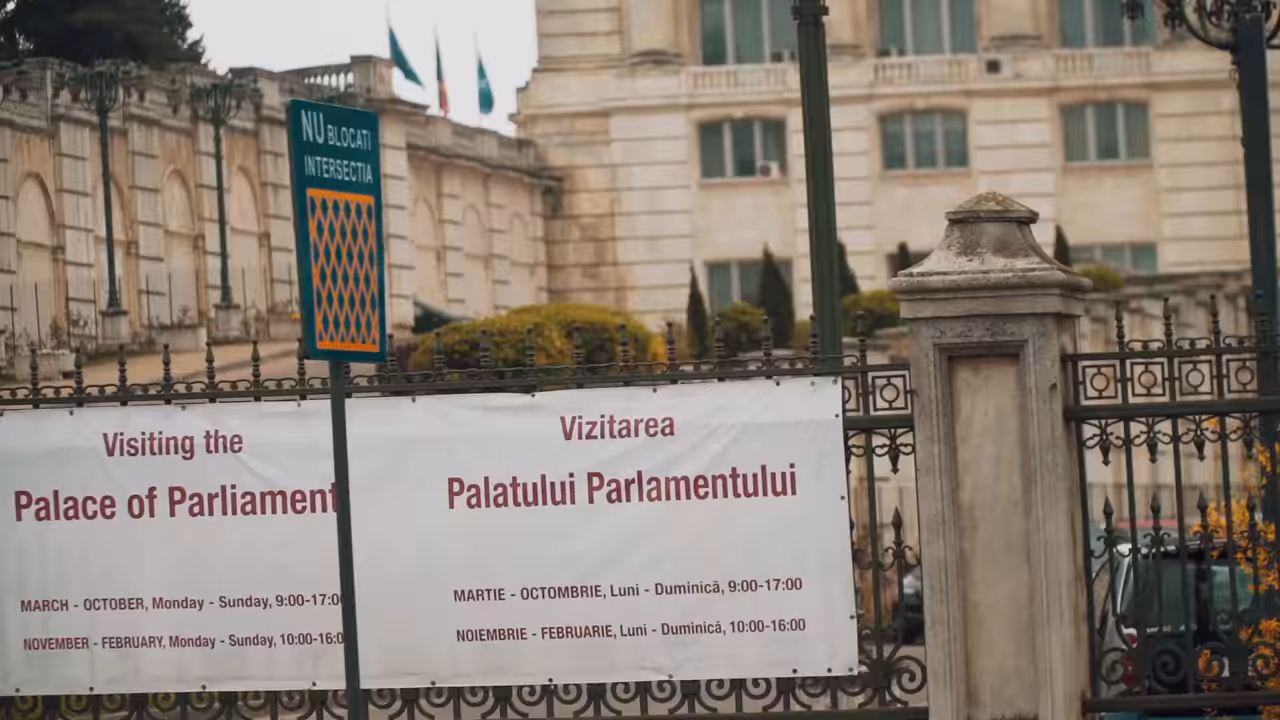 NU BLOCATI
INTERSECTIA
Visiting the
Palace of Parliament
MARCH - OCTOBER, Monday - Sunday, 9:00-17:00
NOVEMBER - FEBRUARY, Monday - Sunday, 10:00-16:0
Vizitarea
Palatului Parlamentului
MARTIE - OCTOMBRIE, Luni - Duminică, 9:00-17:00
NOIEMBRIE - FEBRUARIE, Luni - Duminică, 10:00-16:00